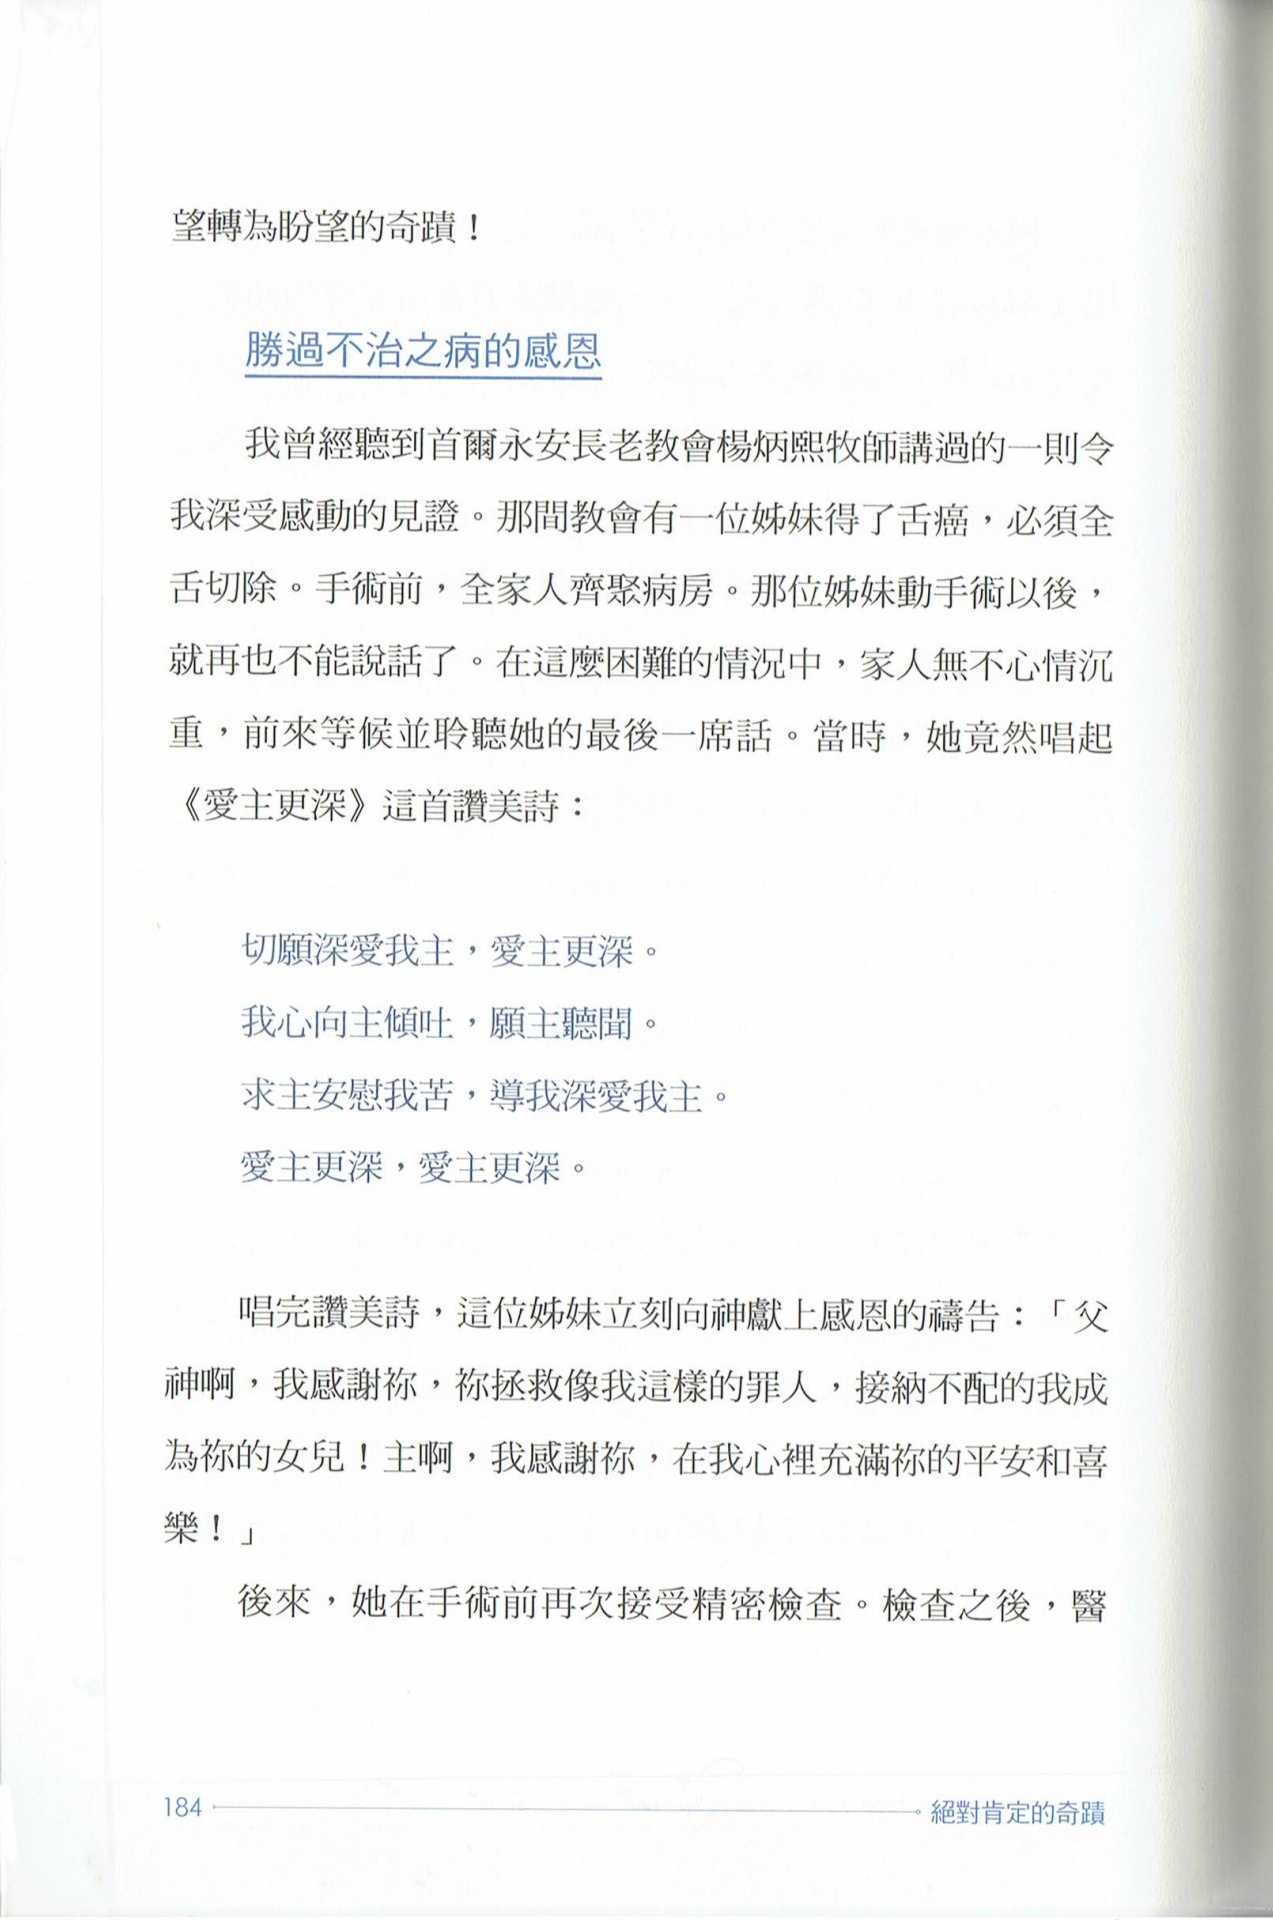 望轉為盼望的奇蹟！
勝過不治之病的感恩
我曾經聽到首爾永安長老教會楊炳熙牧師講過的一則令
我深受感動的見證。那間教會有一位姊妹得了舌癌，必須全
舌切除。手術前，全家人齊聚病房。那位姊妹動手術以後，
就再也不能說話了。在這麼困難的情況中，家人無不心情沉
重，前來等候並聆聽她的最後一席話。當時，她竟然唱起
《愛主更深》這首讚美詩：
切願深愛我主，愛主更深。
我心向主傾吐，願主聽聞。
求主安慰我苦，導我深愛我主。
愛主更深，愛主更深。
唱完讚美詩，這位姊妹立刻向神獻上感恩的禱告：「父
神啊，我感謝祢，祢拯救像我這樣的罪人，接納不配的我成
為祢的女兒！主啊，我感謝祢，在我心裡充滿祢的平安和喜
樂！」
後來，她在手術前再次接受精密檢查。檢查之後，醫
184 絕對肯定的奇蹟